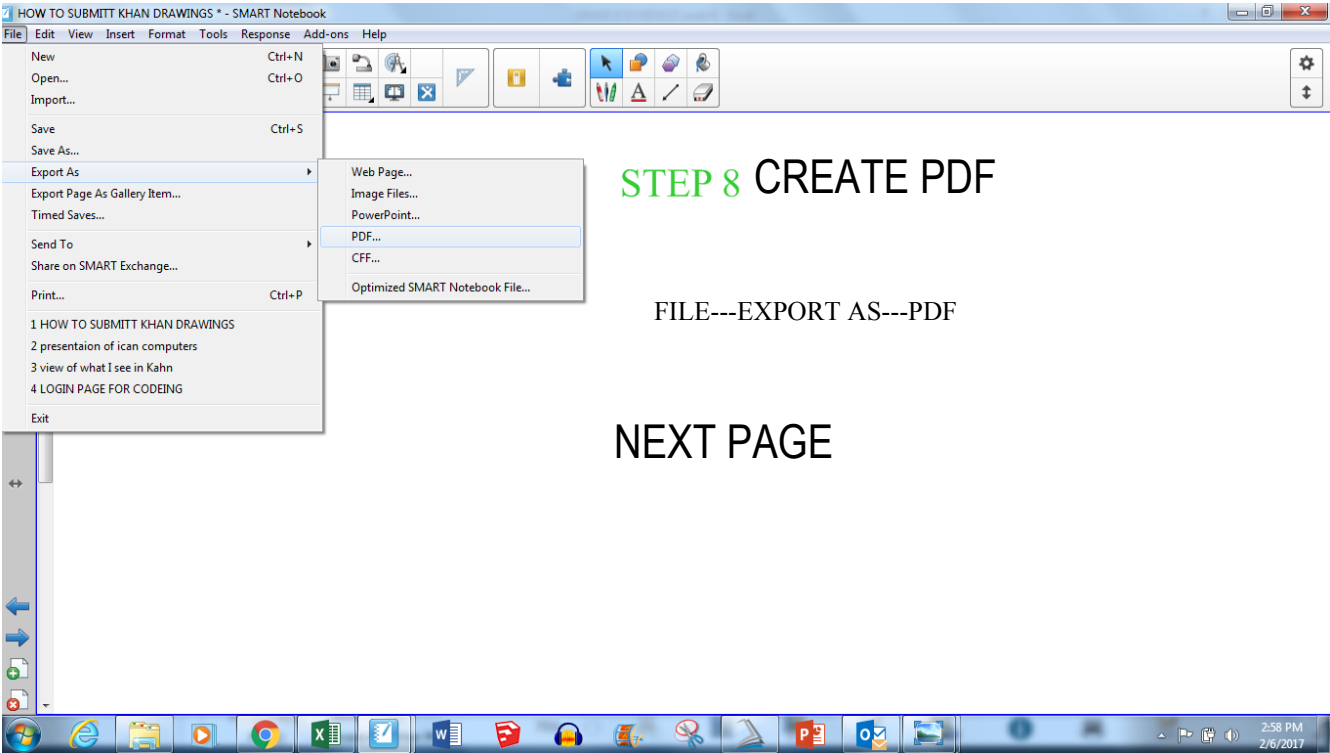 HOW TO SUBMITT KHAN DRAWINGS * - SMART Notebook
File Edit View Insert Format Tools Response Add-ons Help
New Ctrl+N
Open... Ctrl+O
Import...
Save Ctrl+S
Save As...
Export As
Export Page As Gallery Item...
Timed Saves...
Send To
Share on SMART Exchange...
Print... Ctrl+P
1 HOW TO SUBMITT KHAN DRAWINGS
2 presentaion of ican computers
3 view of what I see in Kahn
4 LOGIN PAGE FOR CODEING
Exit
Web Page...
Image Files...
PowerPoint...
PDF...
CFF...
Optimized SMART Notebook File...
STEP 8 CREATE PDF
FILE---EXPORT AS---PDF
NEXT PAGE
2:58 PM
2/6/2017